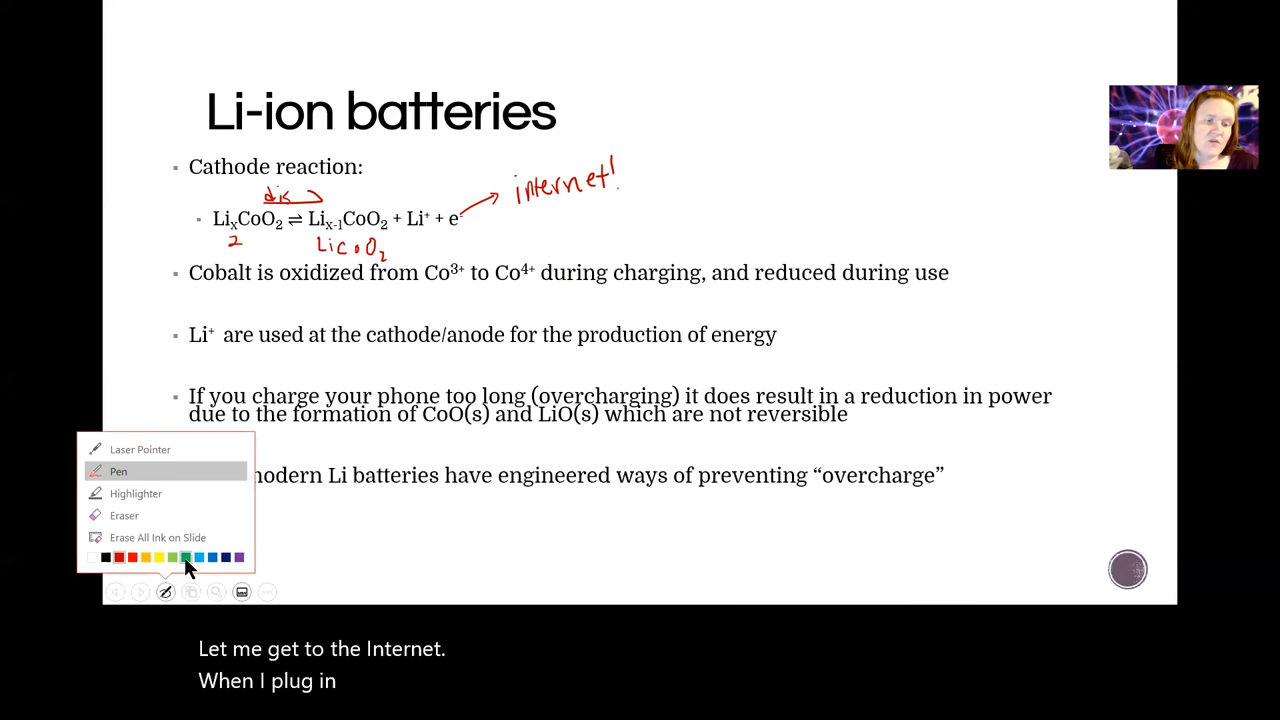 Li-ion batteries
▪ Cathode reaction:
dis
internet!
▪ LiₓCoO₂ ⇌ Liₓ₋₁CoO₂ + Li⁺ + e⁻
2
LiCoO₂
▪ Cobalt is oxidized from Co³⁺ to Co⁴⁺ during charging, and reduced during use
▪ Li⁺ are used at the cathode/anode for the production of energy
▪ If you charge your phone too long (overcharging) it does result in a reduction in power
due to the formation of CoO(s) and LiO(s) which are not reversible
Laser Pointer
Pen
modern Li batteries have engineered ways of preventing “overcharge”
Highlighter
Eraser
Erase All Ink on Slide
Let me get to the Internet.
When I plug in